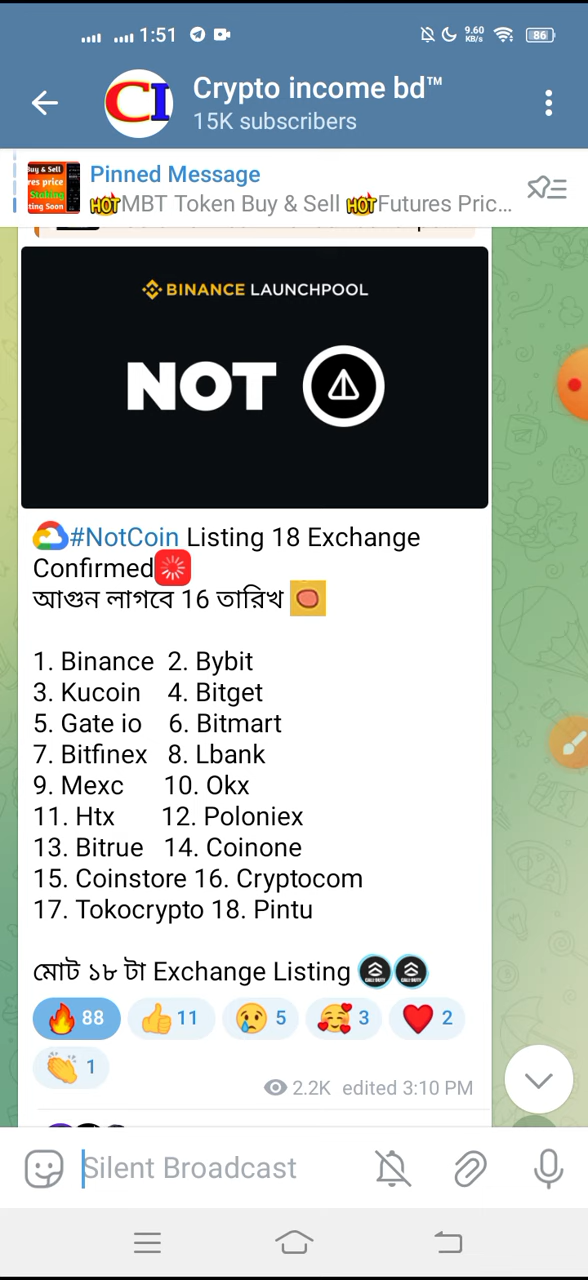 1:51
9.60
KB/s
86
CI
Crypto income bd™
15K subscribers
Pinned Message
HOT MBT Token Buy & Sell HOT Futures Pric...
BINANCE LAUNCHPOOL
NOT
#NotCoin Listing 18 Exchange
Confirmed
আগুন লাগবে 16 তারিখ
1. Binance 2. Bybit
3. Kucoin 4. Bitget
5. Gate io 6. Bitmart
7. Bitfinex 8. Lbank
9. Mexc 10. Okx
11. Htx 12. Poloniex
13. Bitrue 14. Coinone
15. Coinstore 16. Cryptocom
17. Tokocrypto 18. Pintu
মোট ১৮ টা Exchange Listing
88 11 5 3 2
1
2.2K edited 3:10 PM
Silent Broadcast